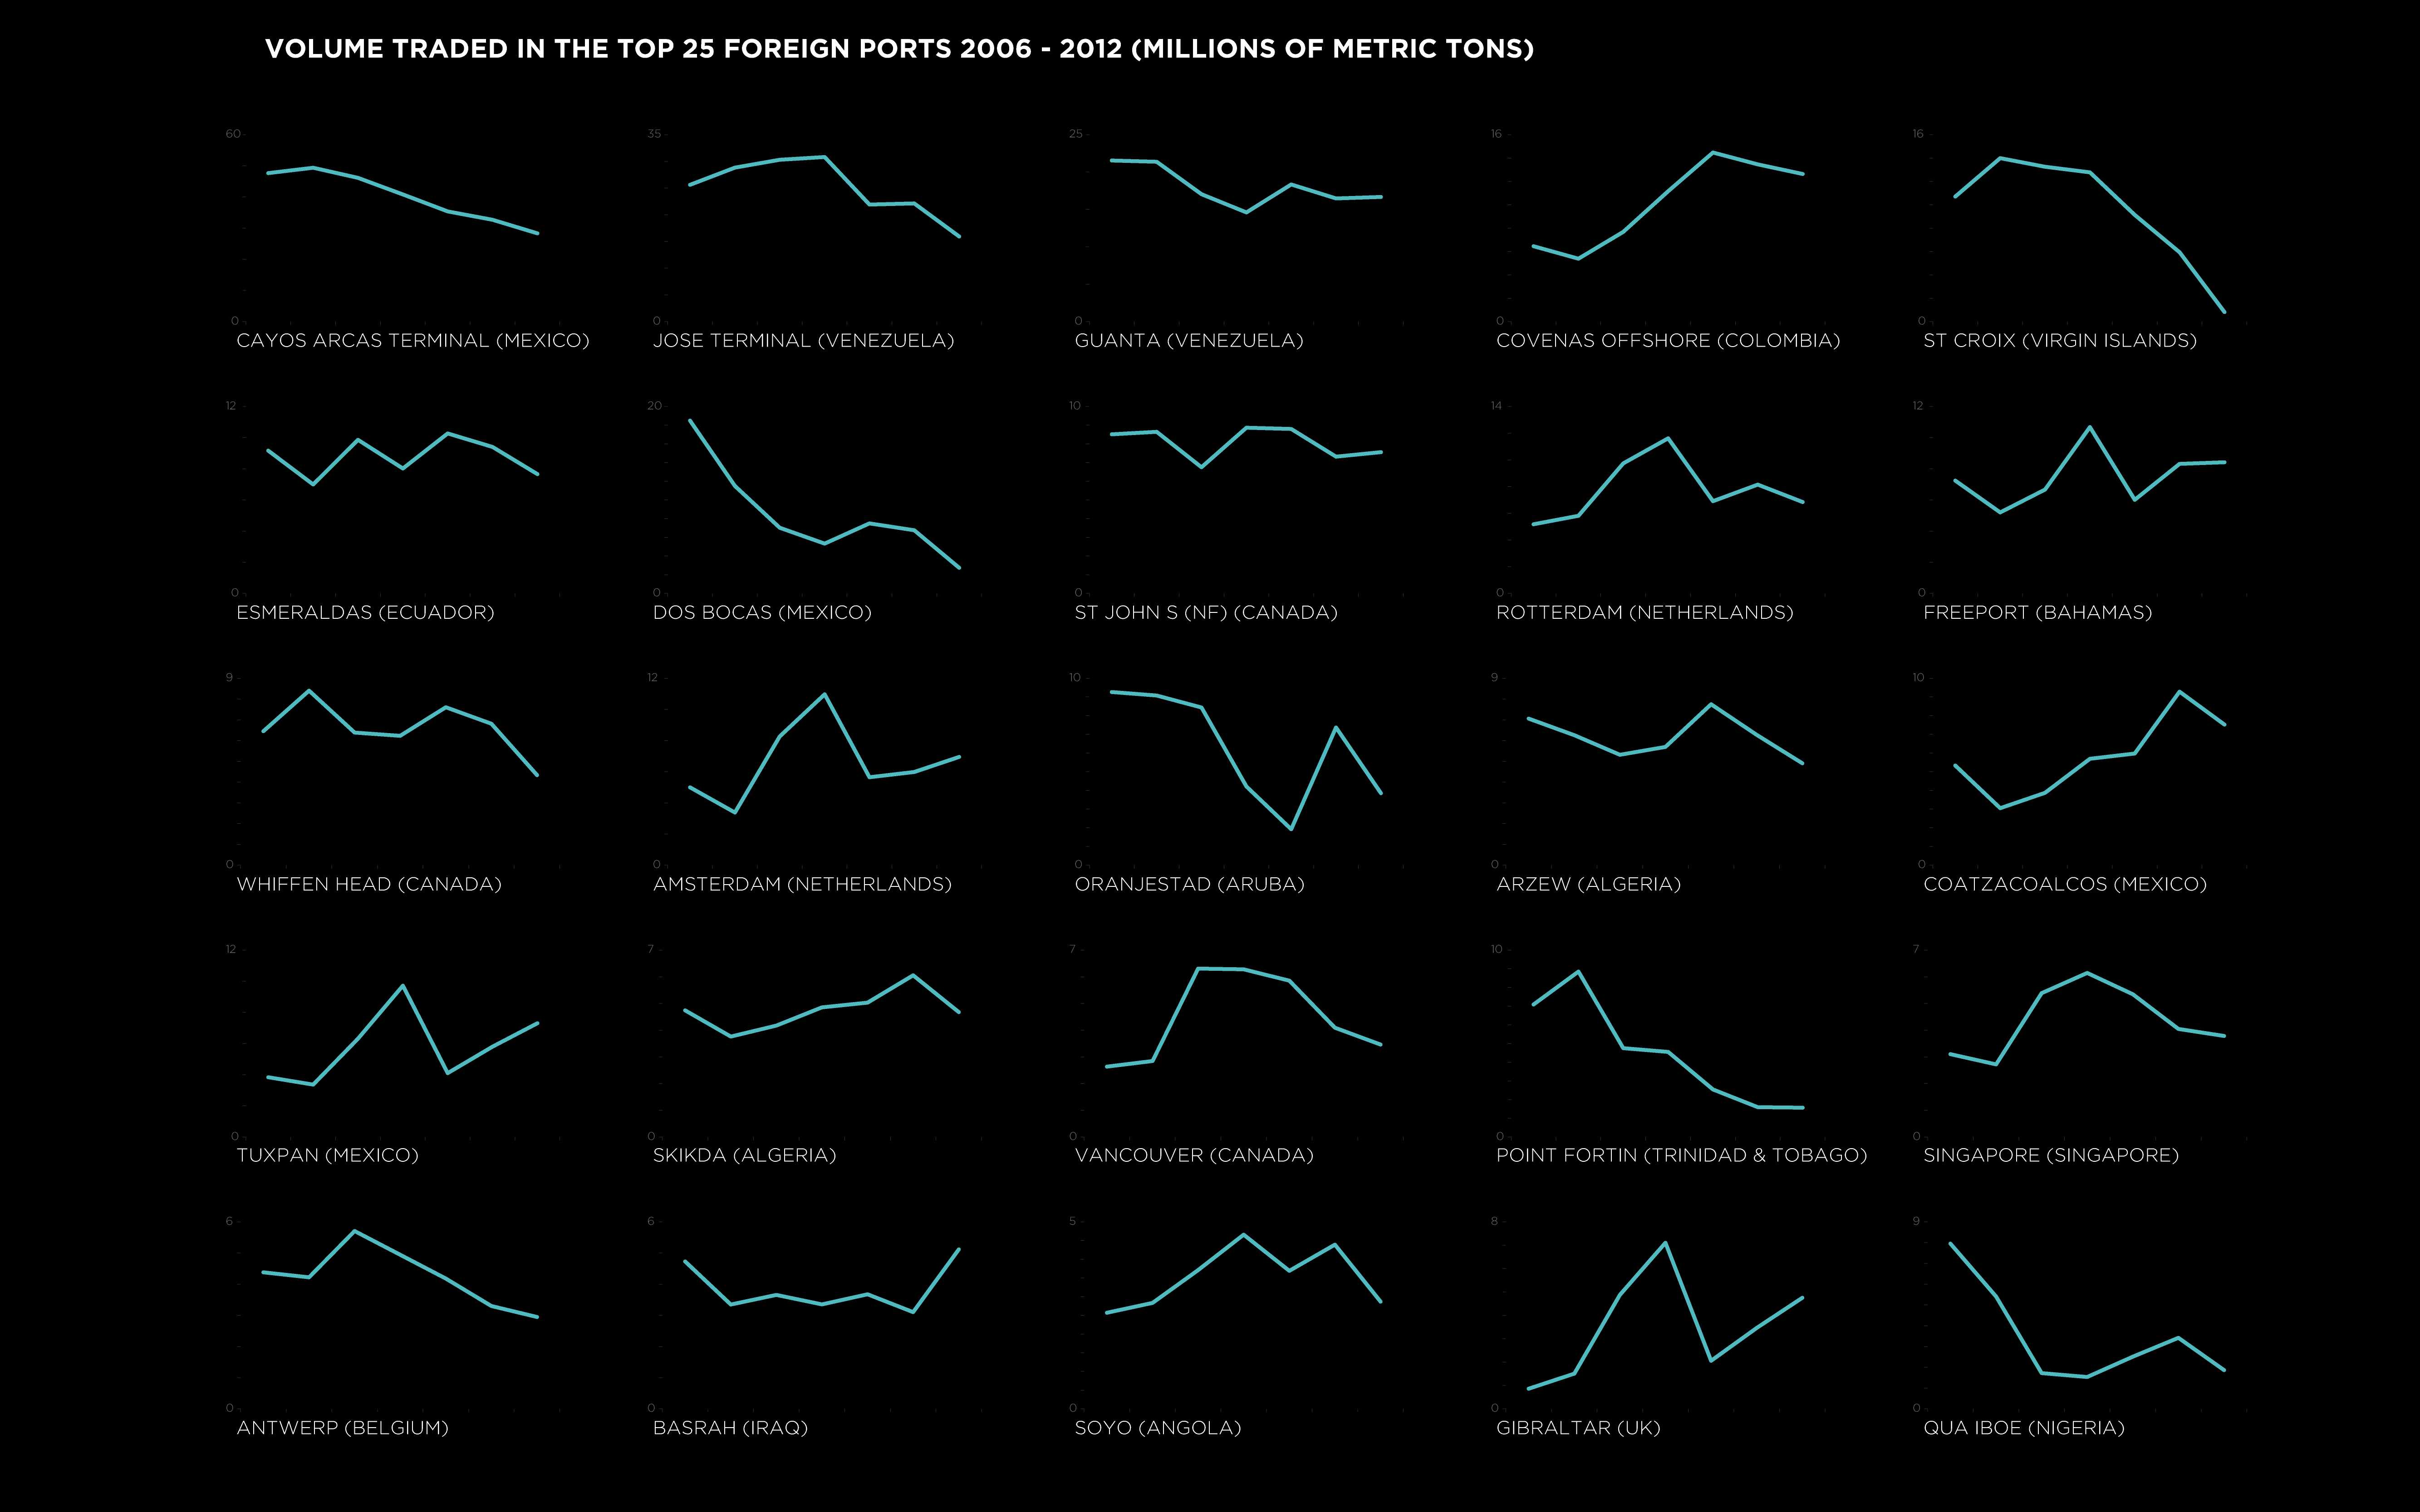 VOLUME TRADED IN THE TOP 25 FOREIGN PORTS 2006 - 2012 (MILLIONS OF METRIC TONS)
60 35 25 16 16
0 0 0 0 0
CAYOS ARCAS TERMINAL (MEXICO) JOSE TERMINAL (VENEZUELA) GUANTA (VENEZUELA) COVENAS OFFSHORE (COLOMBIA) ST CROIX (VIRGIN ISLANDS)
12 20 10 14 12
0 0 0 0 0
ESMERALDAS (ECUADOR) DOS BOCAS (MEXICO) ST JOHN S (NF) (CANADA) ROTTERDAM (NETHERLANDS) FREEPORT (BAHAMAS)
9 12 10 9 10
0 0 0 0 0
WHIFFEN HEAD (CANADA) AMSTERDAM (NETHERLANDS) ORANJESTAD (ARUBA) ARZEW (ALGERIA) COATZACOALCOS (MEXICO)
12 7 7 10 7
0 0 0 0 0
TUXPAN (MEXICO) SKIKDA (ALGERIA) VANCOUVER (CANADA) POINT FORTIN (TRINIDAD & TOBAGO) SINGAPORE (SINGAPORE)
6 6 5 8 9
0 0 0 0 0
ANTWERP (BELGIUM) BASRAH (IRAQ) SOYO (ANGOLA) GIBRALTAR (UK) QUA IBOE (NIGERIA)